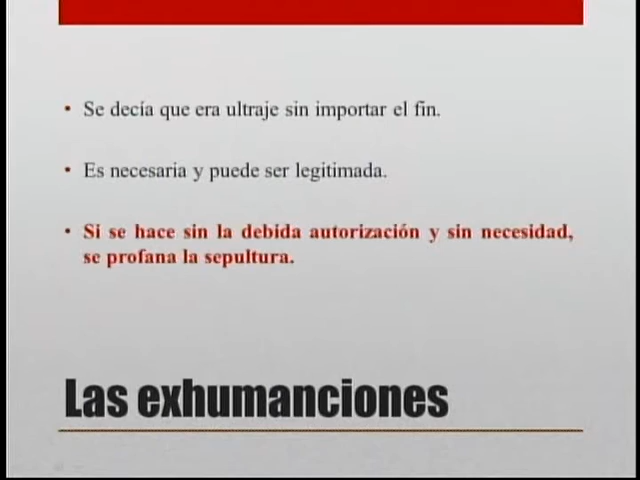 • Se decía que era ultraje sin importar el fin.
• Es necesaria y puede ser legitimada.
• Si se hace sin la debida autorización y sin necesidad,
se profana la sepultura.
Las exhumanciones